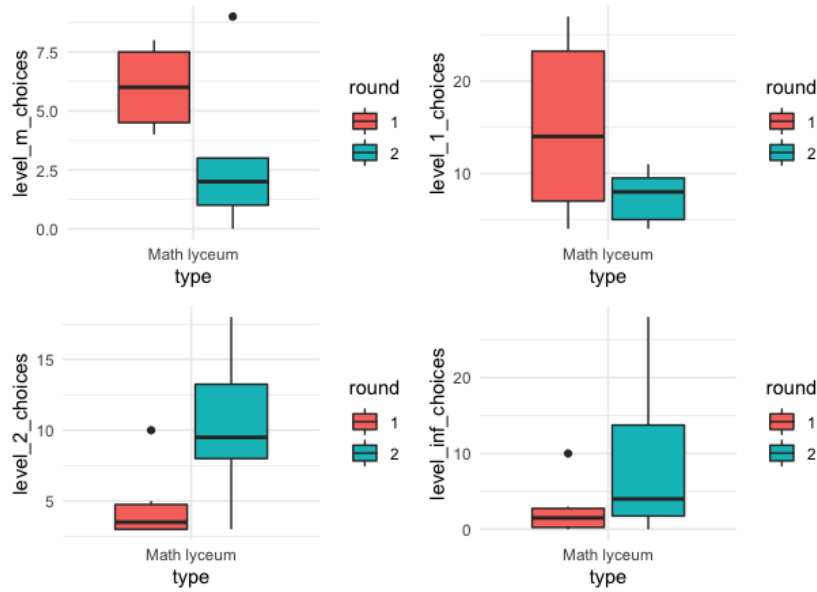 level_m_choices
7.5
5.0
2.5
0.0
Math lyceum
type
round
1
2
level_1_choices
20
10
Math lyceum
type
round
1
2
level_2_choices
15
10
5
Math lyceum
type
round
1
2
level_inf_choices
20
10
0
Math lyceum
type
round
1
2